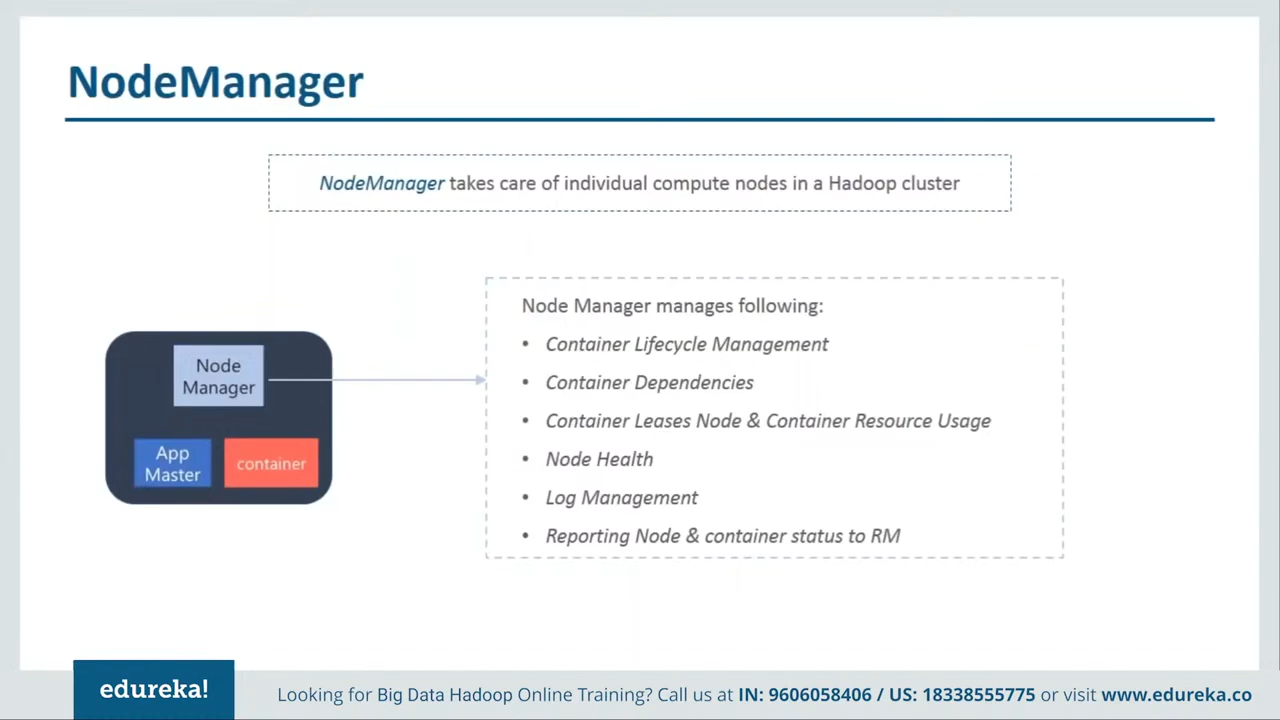 NodeManager
NodeManager takes care of individual compute nodes in a Hadoop cluster
Node Manager manages following:
• Container Lifecycle Management
• Container Dependencies
• Container Leases Node & Container Resource Usage
• Node Health
• Log Management
• Reporting Node & container status to RM
Node
Manager
App
Master
container
edureka!
Looking for Big Data Hadoop Online Training? Call us at IN: 9606058406 / US: 18338555775 or visit www.edureka.co